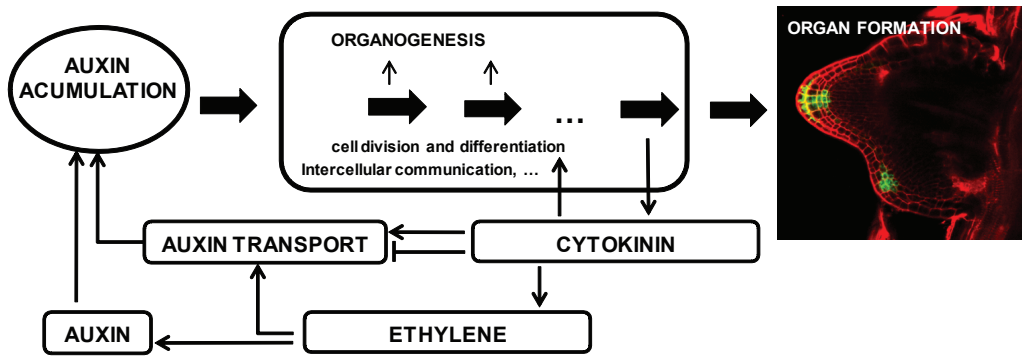 AUXIN
ACUMULATION
ORGANOGENESIS
...
cell division and differentiation
Intercellular communication, ...
ORGAN FORMATION
AUXIN TRANSPORT
CYTOKININ
AUXIN
ETHYLENE